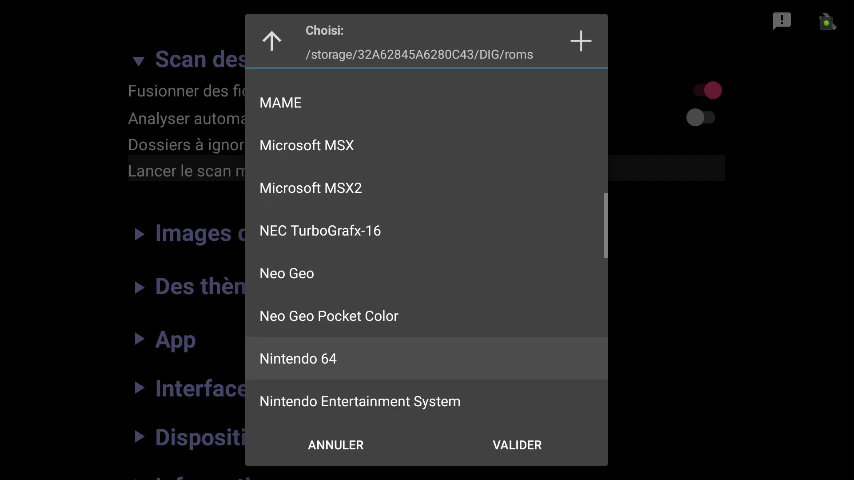 Choisi:
/storage/32A62845A6280C43/DIG/roms
Scan des
Fusionner des fic
Analyser automa
Dossiers à ignor
Lancer le scan m
Images d
Des thèn
App
Interface
Dispositi
MAME
Microsoft MSX
Microsoft MSX2
NEC TurboGrafx-16
Neo Geo
Neo Geo Pocket Color
Nintendo 64
Nintendo Entertainment System
ANNULER
VALIDER